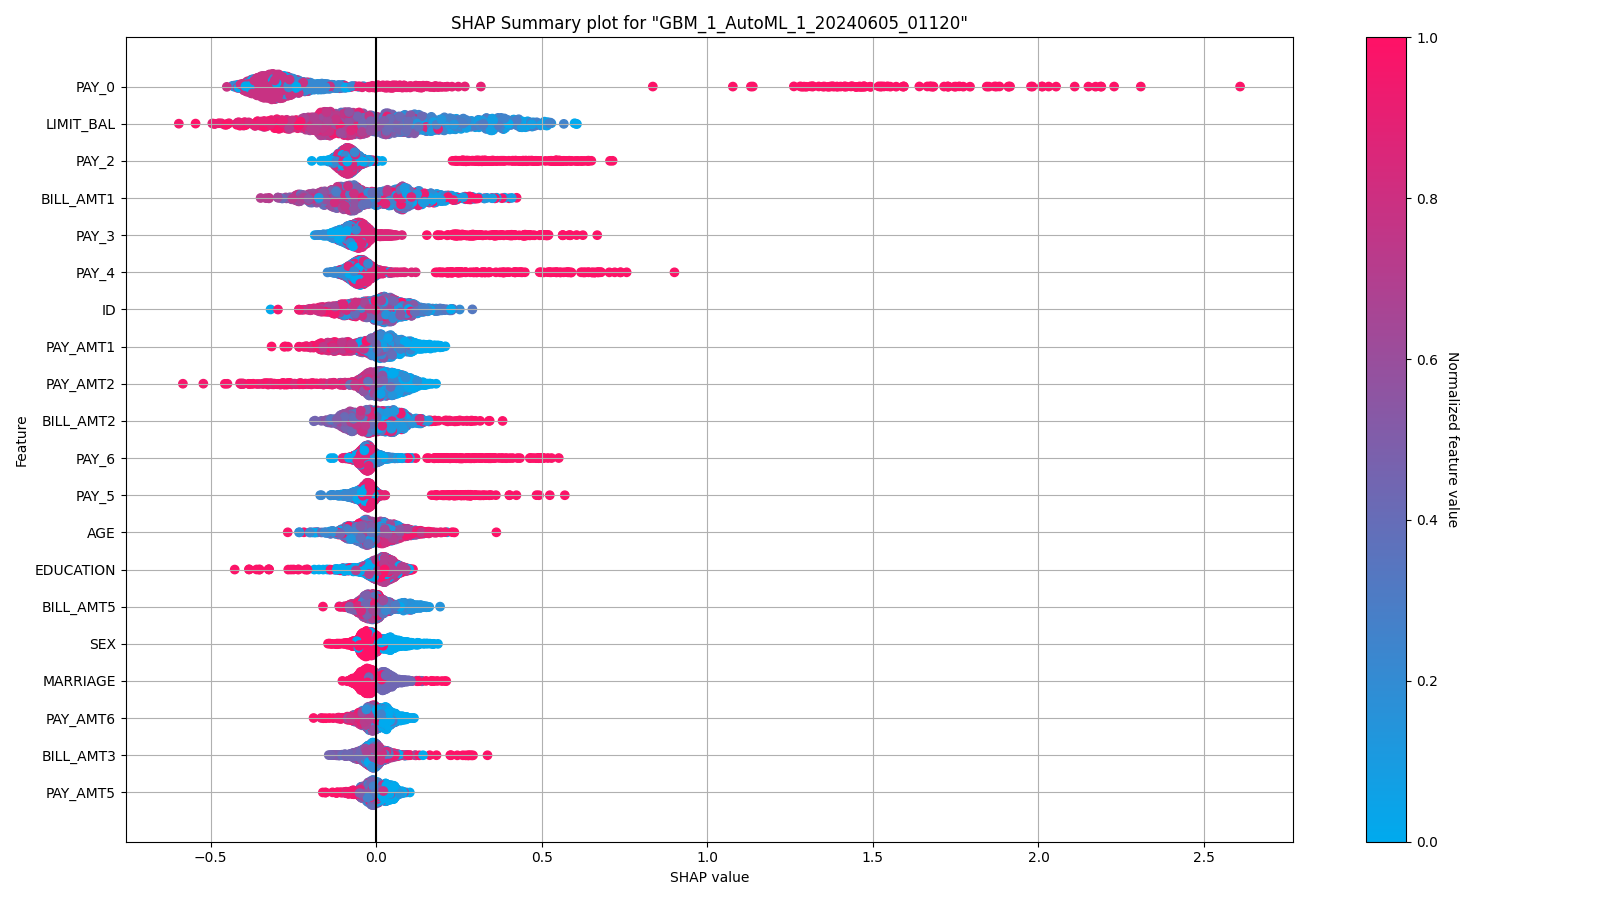 SHAP Summary plot for "GBM_1_AutoML_1_20240605_01120"
Feature
PAY_0
LIMIT_BAL
PAY_2
BILL_AMT1
PAY_3
PAY_4
ID
PAY_AMT1
PAY_AMT2
BILL_AMT2
PAY_6
PAY_5
AGE
EDUCATION
BILL_AMT5
SEX
MARRIAGE
PAY_AMT6
BILL_AMT3
PAY_AMT5
−0.5 0.0 0.5 1.0 1.5 2.0 2.5
SHAP value
1.0
0.8
0.6
0.4
0.2
0.0
Normalized feature value